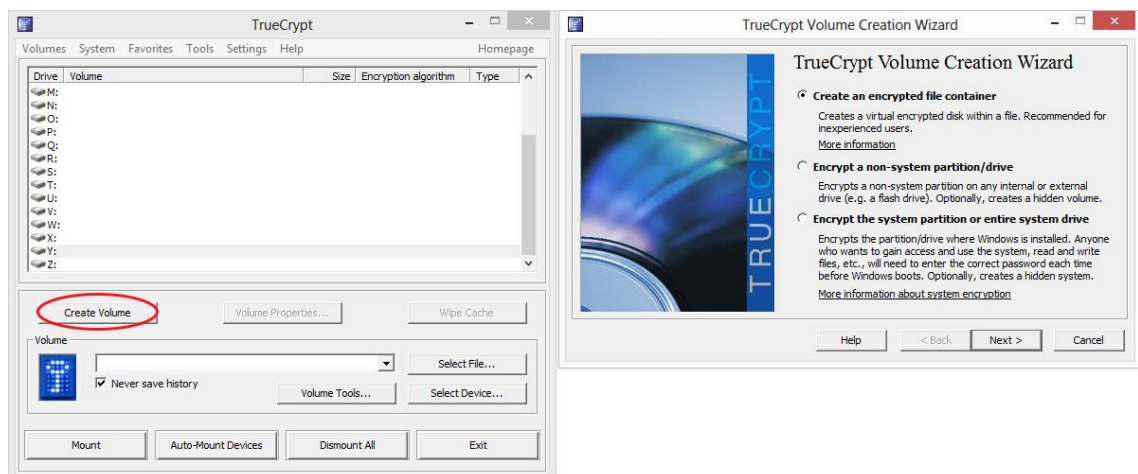 TrueCrypt
Volumes System Favorites Tools Settings Help Homepage
Drive Volume Size Encryption algorithm Type
M:
N:
O:
P:
Q:
R:
S:
T:
U:
V:
W:
X:
Y:
Z:
Create Volume Volume Properties... Wipe Cache
Volume
Select File...
Never save history
Volume Tools... Select Device...
Mount Auto-Mount Devices Dismount All Exit
TrueCrypt Volume Creation Wizard
TRUECRYPT
TrueCrypt Volume Creation Wizard
Create an encrypted file container
Creates a virtual encrypted disk within a file. Recommended for
inexperienced users.
More information
Encrypt a non-system partition/drive
Encrypts a non-system partition on any internal or external
drive (e.g. a flash drive). Optionally, creates a hidden volume.
Encrypt the system partition or entire system drive
Encrypts the partition/drive where Windows is installed. Anyone
who wants to gain access and use the system, read and write
files, etc., will need to enter the correct password each time
before Windows boots. Optionally, creates a hidden system.
More information about system encryption
Help < Back Next > Cancel